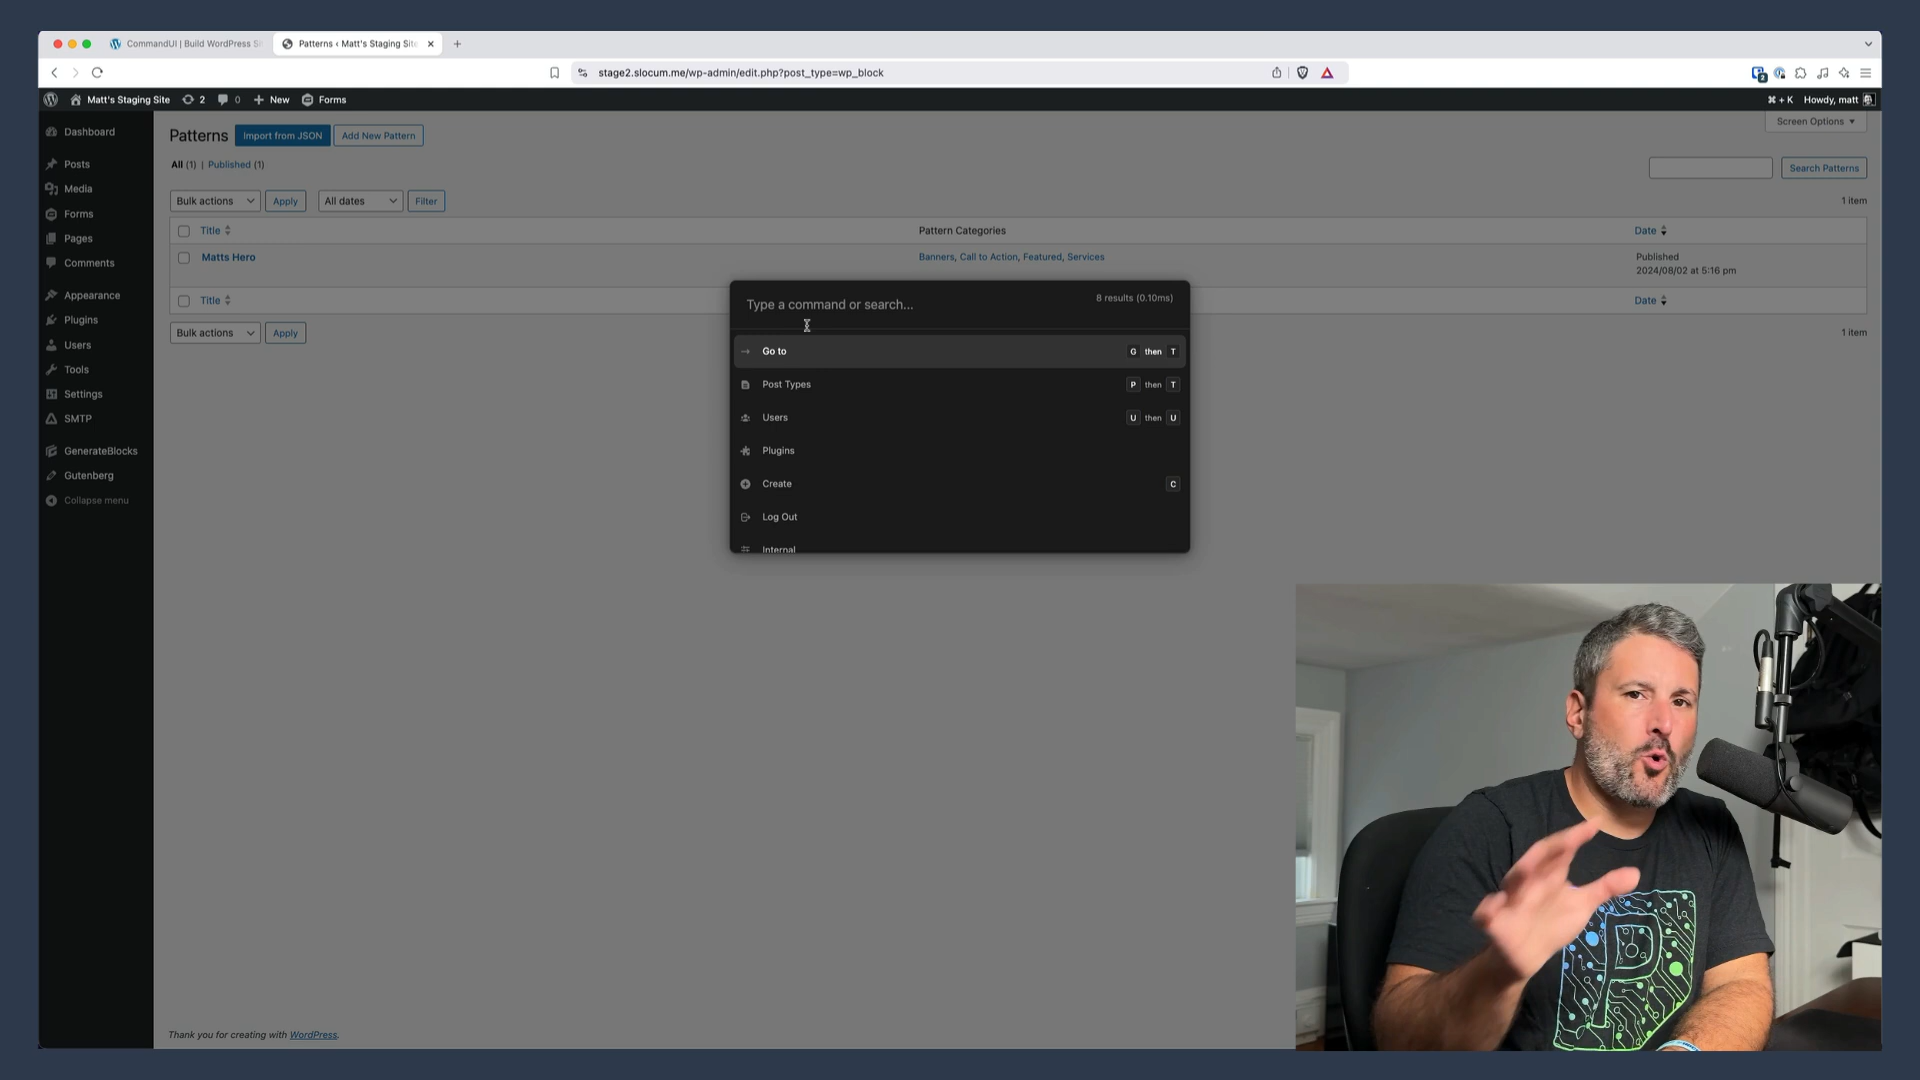 CommandUI | Build WordPress Si
Patterns ‹ Matt's Staging Site
stage2.slocum.me/wp-admin/edit.php?post_type=wp_block
2
Matt's Staging Site
2
0
New
Forms
⌘ + K
Howdy, matt
Dashboard
Posts
Media
Forms
Pages
Comments
Appearance
Plugins
Users
Tools
Settings
SMTP
GenerateBlocks
Gutenberg
Collapse menu
Patterns
Import from JSON
Add New Pattern
Screen Options
All (1) | Published (1)
Search Patterns
Bulk actions
Apply
All dates
Filter
1 item
Title
Pattern Categories
Date
Matts Hero
Banners, Call to Action, Featured, Services
Published
2024/08/02 at 5:16 pm
Title
Date
Bulk actions
Apply
1 item
Type a command or search...
8 results (0.10ms)
Go to
G then T
Post Types
P then T
Users
U then U
Plugins
Create
C
Log Out
Internal
P
Thank you for creating with WordPress.